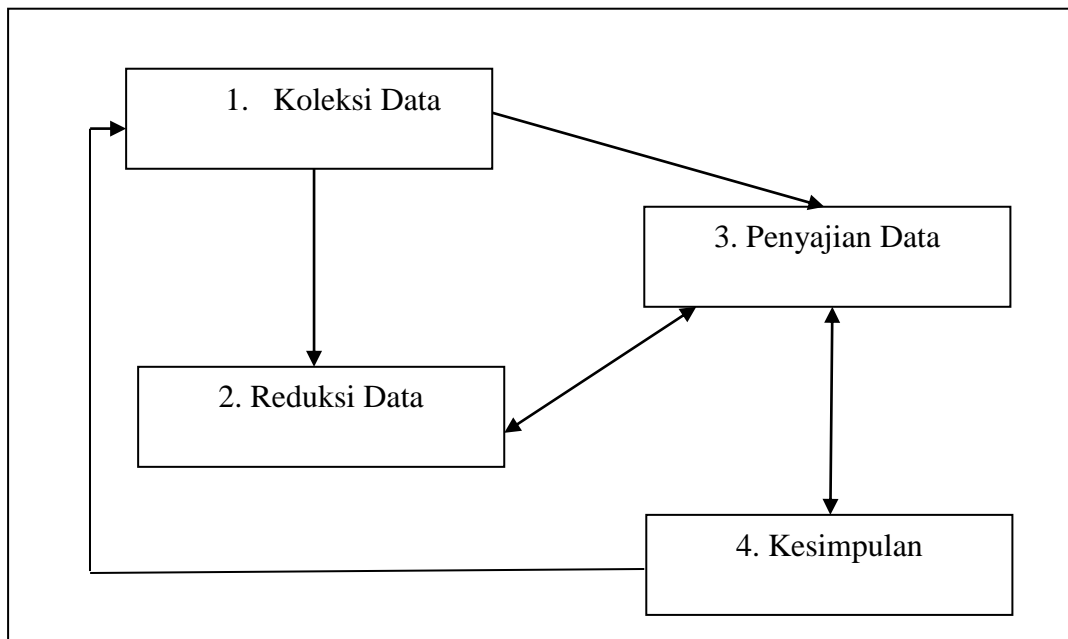 1. Koleksi Data
3. Penyajian Data
2. Reduksi Data
4. Kesimpulan